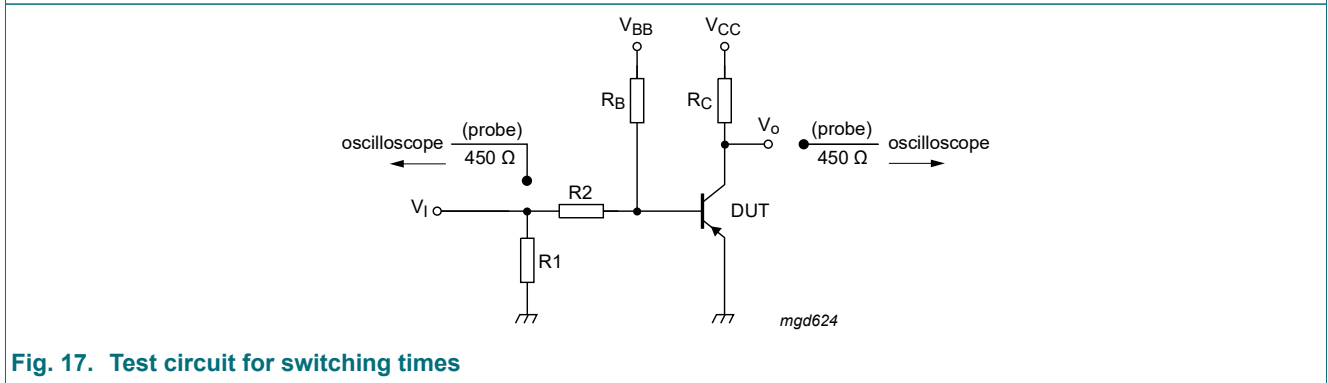 VBB VCC
RB RC
oscilloscope (probe) 450 Ω
Vo (probe) 450 Ω oscilloscope
VI R2 DUT
R1
mgd624
Fig. 17. Test circuit for switching times